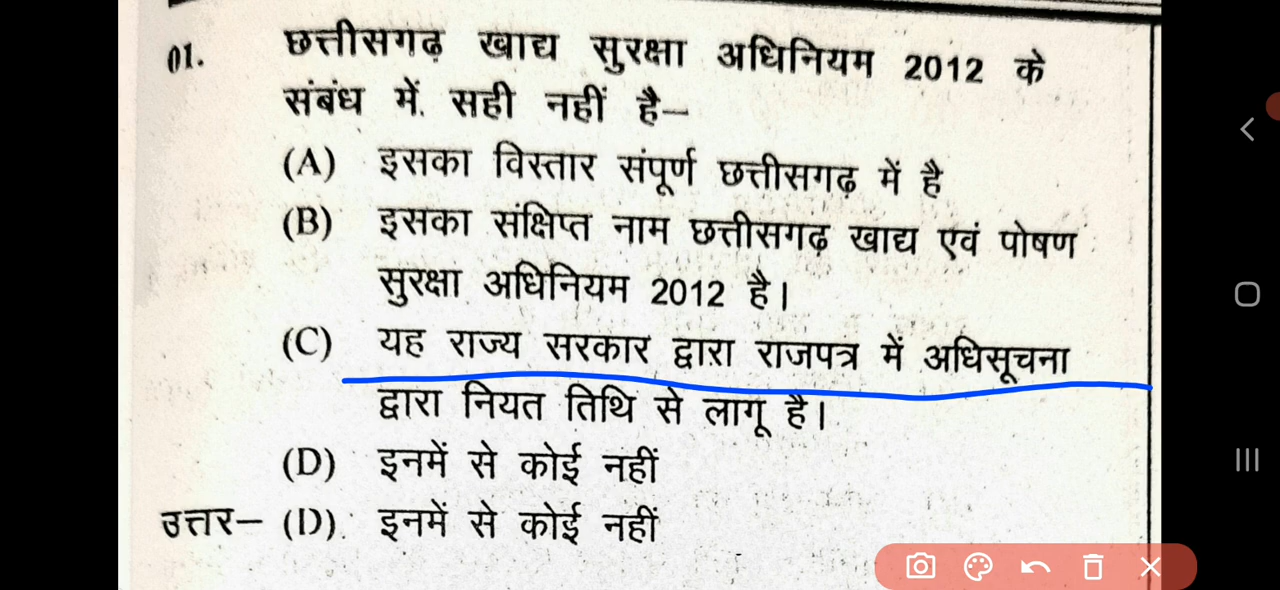 01. छत्तीसगढ़ खाद्य सुरक्षा अधिनियम 2012 के
संबंध में सही नहीं है–
(A) इसका विस्तार संपूर्ण छत्तीसगढ़ में है
(B) इसका संक्षिप्त नाम छत्तीसगढ़ खाद्य एवं पोषण
सुरक्षा अधिनियम 2012 है।
(C) यह राज्य सरकार द्वारा राजपत्र में अधिसूचना
द्वारा नियत तिथि से लागू है।
(D) इनमें से कोई नहीं
उत्तर– (D) इनमें से कोई नहीं